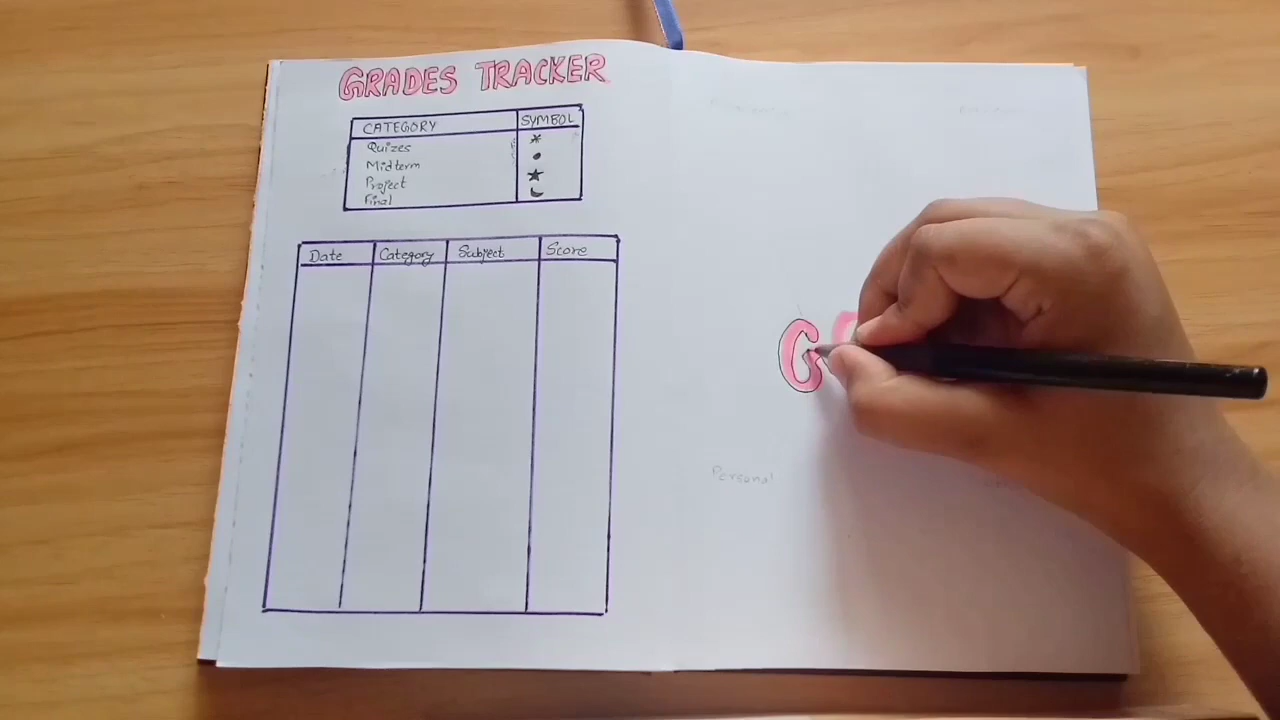 GRADES TRACKER
CATEGORY SYMBOL
Quizes
Midterm
Project
Final
Date Category Subject Score
G
Personal